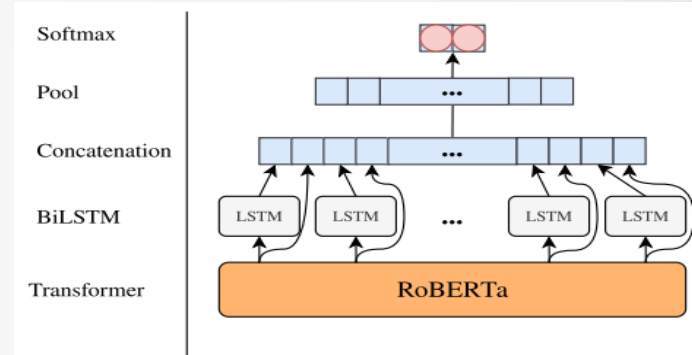 Softmax
Pool
...
Concatenation
...
BiLSTM
LSTM LSTM ... LSTM LSTM
Transformer
RoBERTa